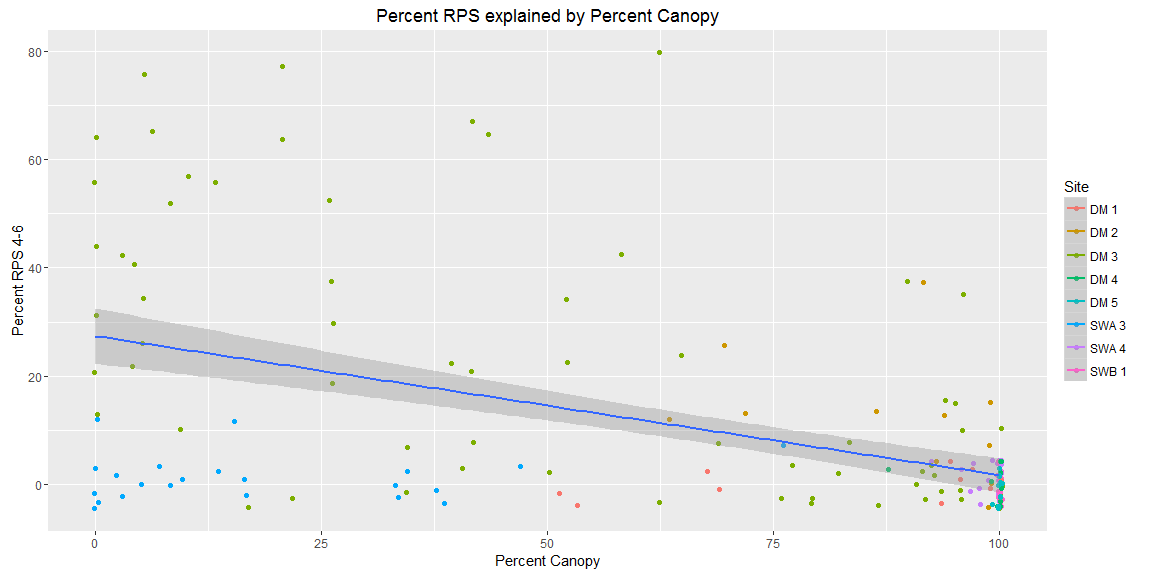 Percent RPS explained by Percent Canopy
80
60
40
20
0
Percent RPS 4-6
0 25 50 75 100
Percent Canopy
Site
DM 1
DM 2
DM 3
DM 4
DM 5
SWA 3
SWA 4
SWB 1